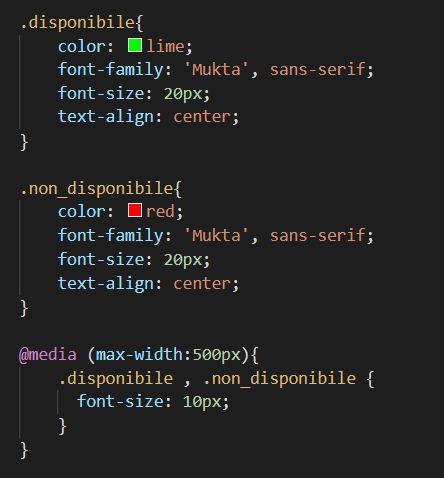 .disponibile{
color: lime;
font-family: 'Mukta', sans-serif;
font-size: 20px;
text-align: center;
}
.non_disponibile{
color: red;
font-family: 'Mukta', sans-serif;
font-size: 20px;
text-align: center;
}
@media (max-width:500px){
.disponibile , .non_disponibile {
font-size: 10px;
}
}